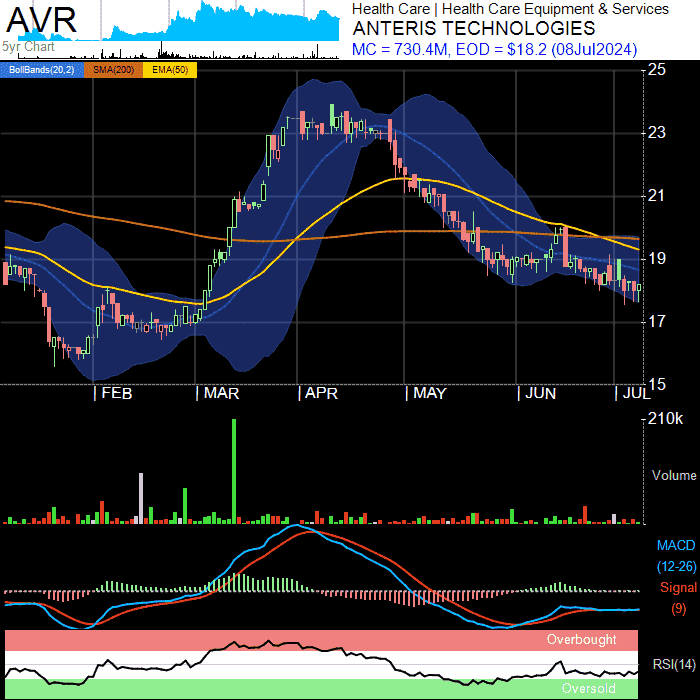 AVR
5yr Chart
Health Care | Health Care Equipment & Services
ANTERIS TECHNOLOGIES
MC = 730.4M, EOD = $18.2 (08Jul2024)
BollBands(20,2) SMA(200) EMA(50)
25
23
21
19
17
15
| FEB | MAR | APR | MAY | JUN | JUL
210k
Volume
MACD
(12-26)
Signal
(9)
Overbought
RSI(14)
Oversold